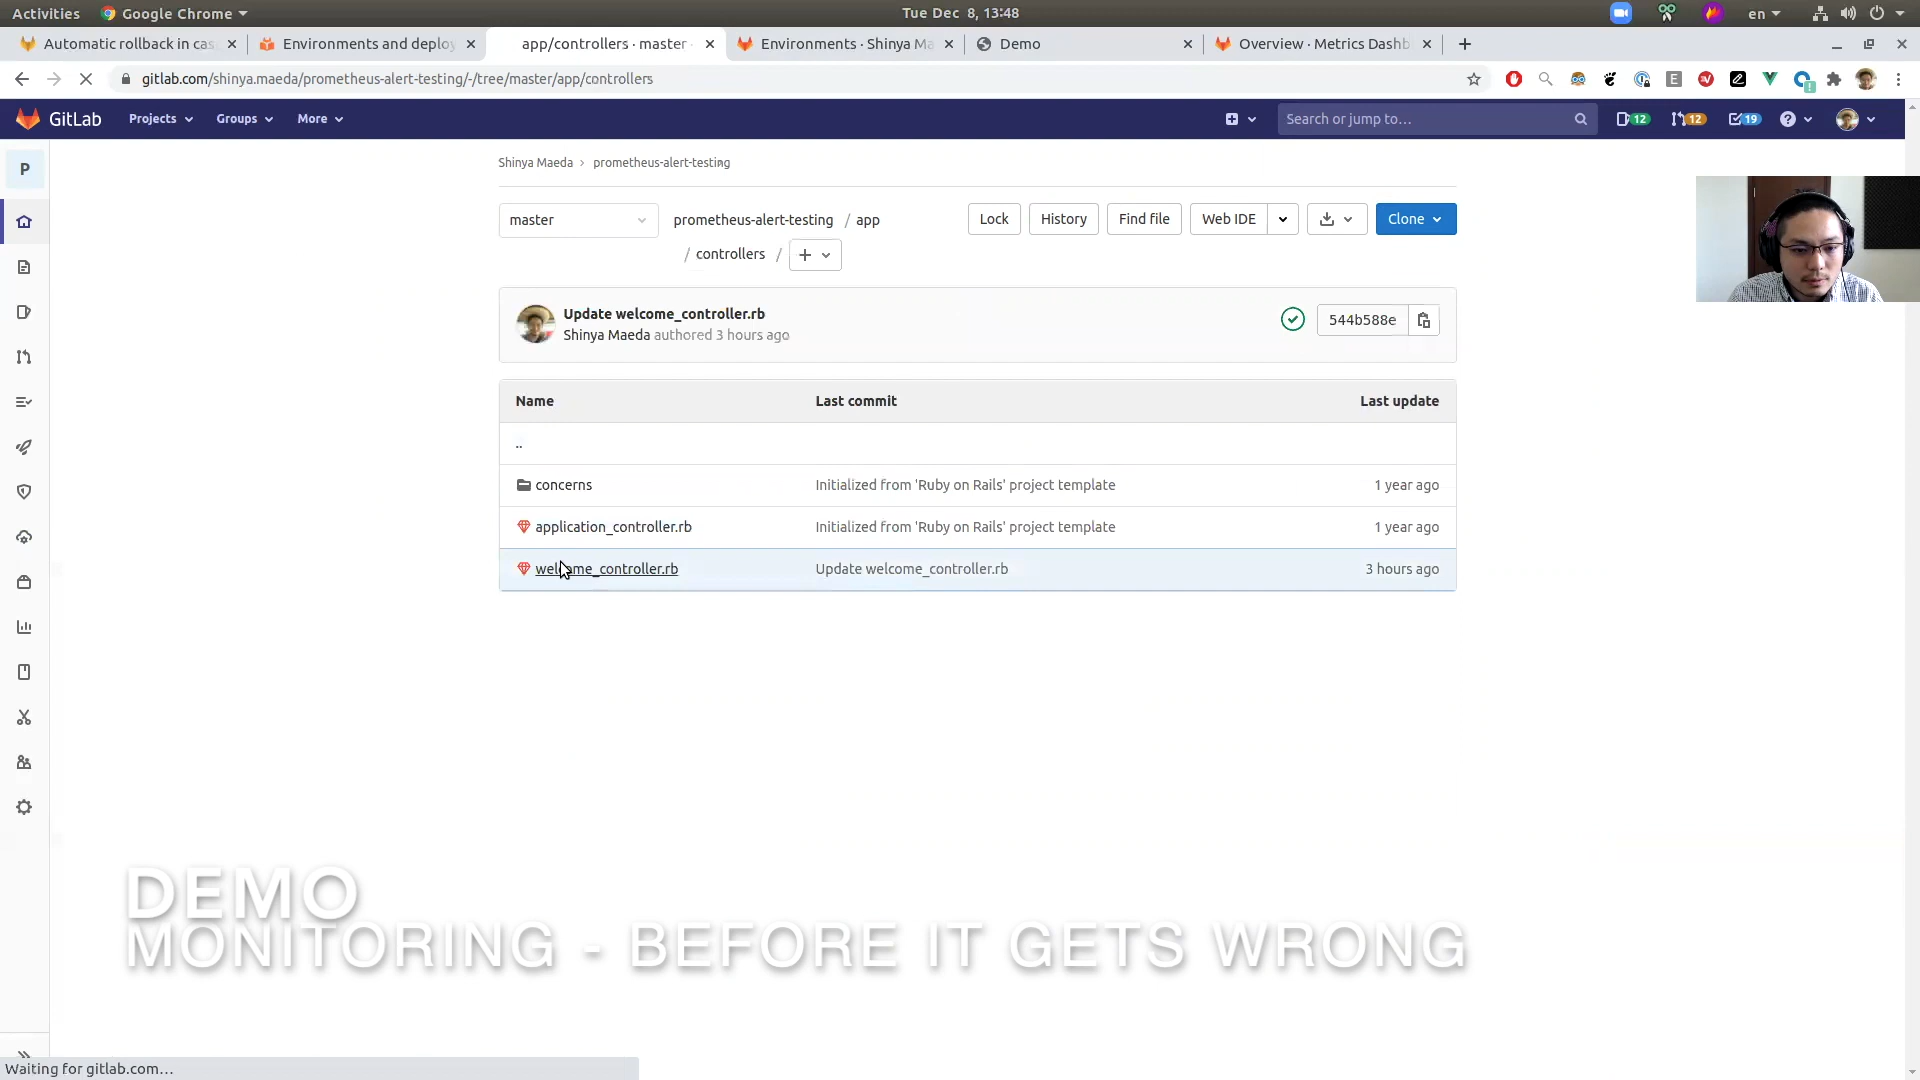 Activities Google Chrome Tue Dec 8, 13:48 en
Automatic rollback in cas Environments and deploy app/controllers · master Environments · Shinya Ma Demo Overview · Metrics Dashb
gitlab.com/shinya.maeda/prometheus-alert-testing/-/tree/master/app/controllers
GitLab Projects Groups More Search or jump to… 12 12 19
P
Shinya Maeda › prometheus-alert-testing
master prometheus-alert-testing / app Lock History Find file Web IDE Clone
/ controllers / +
Update welcome_controller.rb
Shinya Maeda authored 3 hours ago
544b588e
Name Last commit Last update
..
concerns Initialized from 'Ruby on Rails' project template 1 year ago
application_controller.rb Initialized from 'Ruby on Rails' project template 1 year ago
welcome_controller.rb Update welcome_controller.rb 3 hours ago
DEMO
MONITORING - BEFORE IT GETS WRONG
Waiting for gitlab.com…